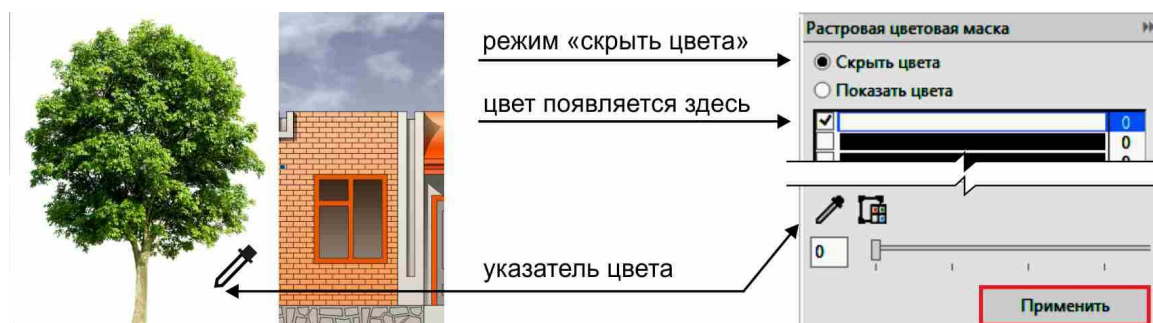 режим «скрыть цвета»
цвет появляется здесь
указатель цвета
Растровая цветовая маска
Скрыть цвета
Показать цвета
0
0
0
Применить